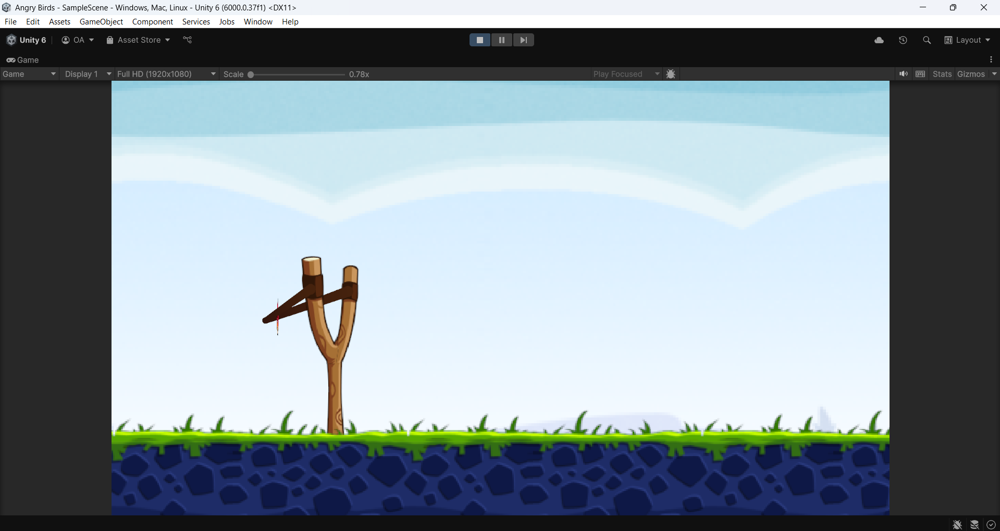 Angry Birds - SampleScene - Windows, Mac, Linux - Unity 6 (6000.0.37f1) <DX11>
File Edit Assets GameObject Component Services Jobs Window Help
Unity 6 OA Asset Store Layout
Game
Game Display 1 Full HD (1920x1080) Scale 0.78x Play Focused Stats Gizmos